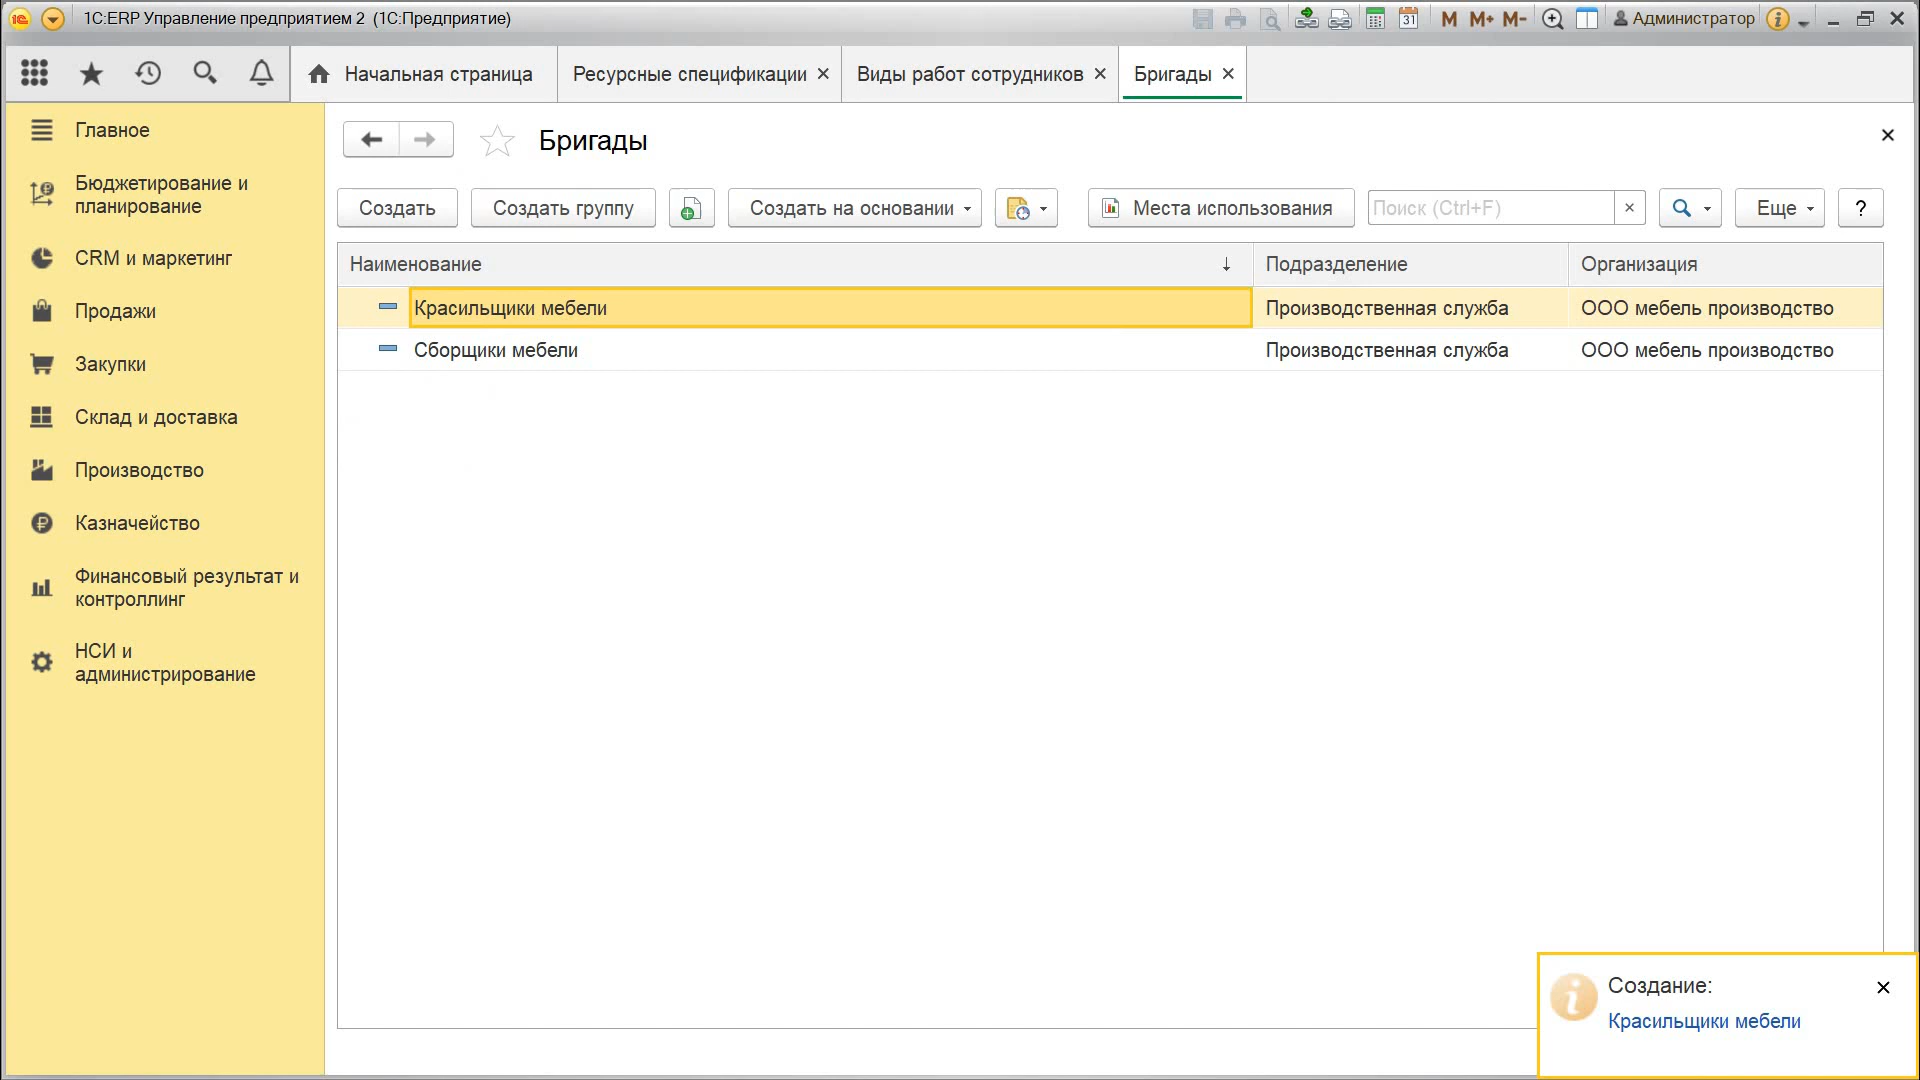 1С:ERP Управление предприятием 2 (1С:Предприятие)
M M+ M- Администратор
Начальная страница
Ресурсные спецификации
Виды работ сотрудников
Бригады
Главное
Бюджетирование и
планирование
CRM и маркетинг
Продажи
Закупки
Склад и доставка
Производство
Казначейство
Финансовый результат и
контроллинг
НСИ и
администрирование
Бригады
Создать
Создать группу
Создать на основании
Места использования
Поиск (Ctrl+F)
Еще
?
Наименование
Подразделение
Организация
Красильщики мебели
Производственная служба
ООО мебель производство
Сборщики мебели
Производственная служба
ООО мебель производство
Создание:
Красильщики мебели